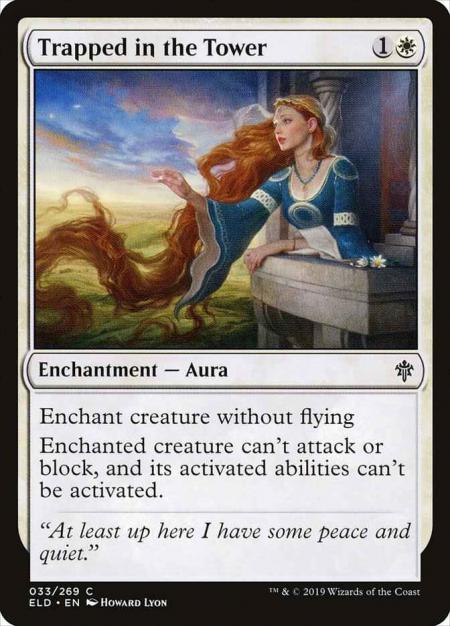 Trapped in the Tower 1
Enchantment — Aura
Enchant creature without flying
Enchanted creature can't attack or
block, and its activated abilities can't
be activated.
“At least up here I have some peace and
quiet.”
033/269 C
ELD • EN Howard Lyon
™ & © 2019 Wizards of the Coast